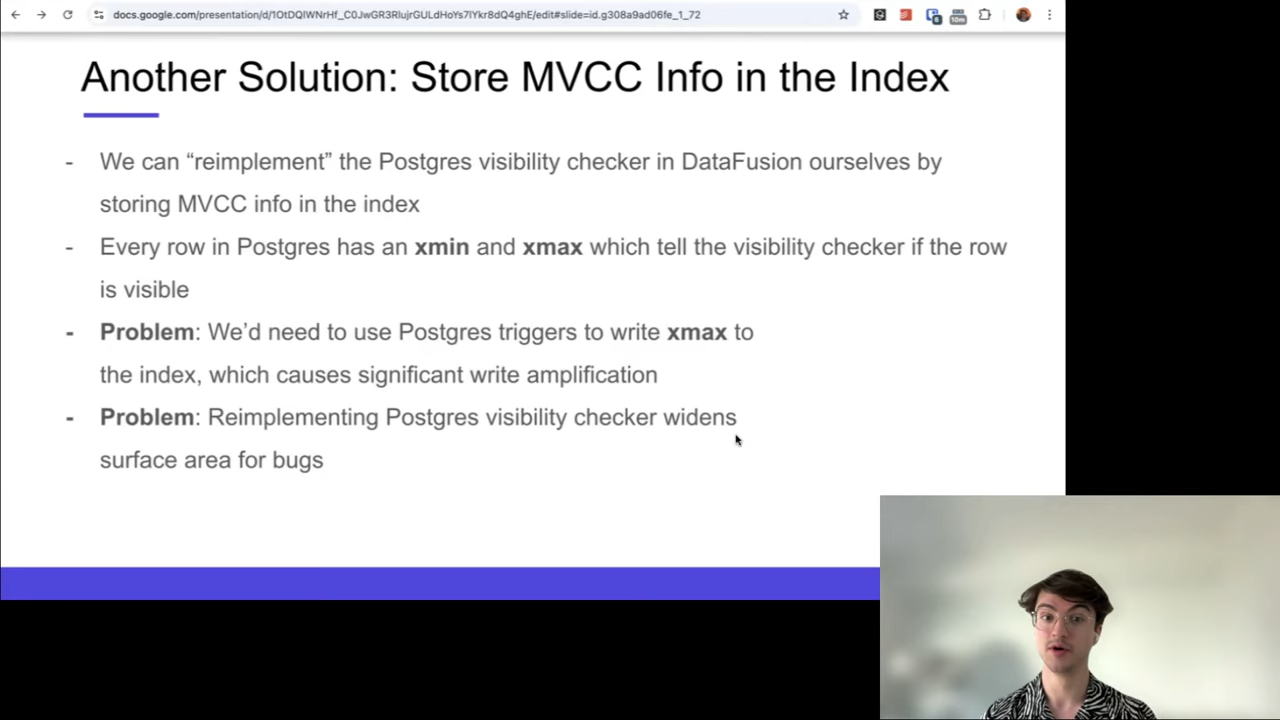 docs.google.com/presentation/d/1OtDQIWNrHf_C0JwGR3RlujrGULdHoYs7lYkr8dQ4ghE/edit#slide=id.g308a9ad06fe_1_72
10m
Another Solution: Store MVCC Info in the Index
- We can “reimplement” the Postgres visibility checker in DataFusion ourselves by
storing MVCC info in the index
- Every row in Postgres has an xmin and xmax which tell the visibility checker if the row
is visible
- Problem: We’d need to use Postgres triggers to write xmax to
the index, which causes significant write amplification
- Problem: Reimplementing Postgres visibility checker widens
surface area for bugs